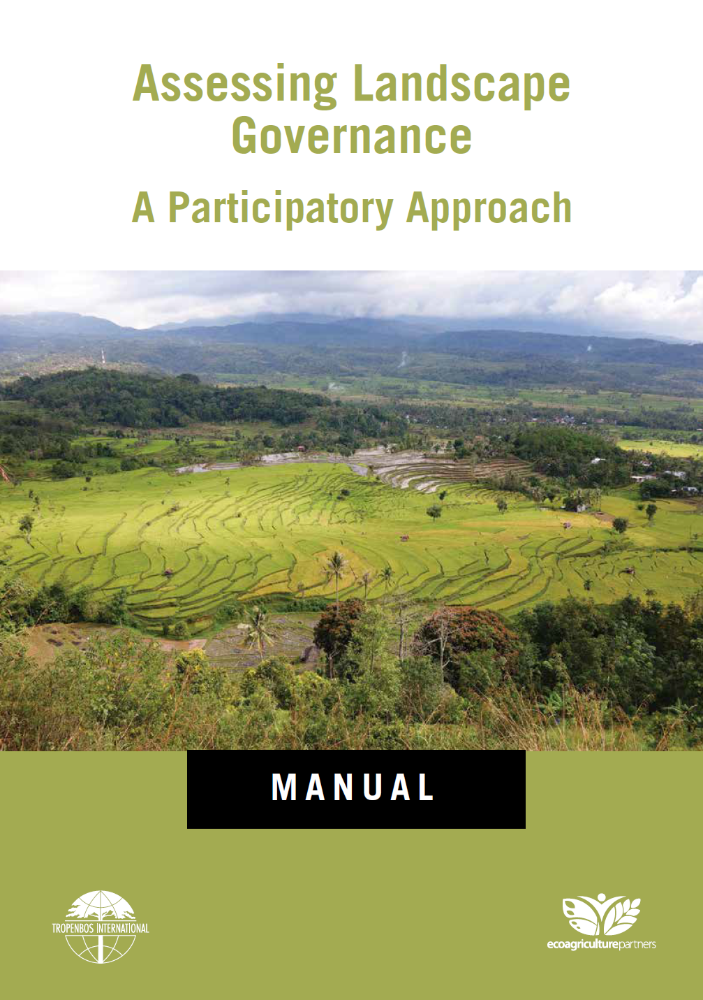 Assessing Landscape
Governance
A Participatory Approach
MANUAL
TROPENBOS INTERNATIONAL
ecoagriculturepartners